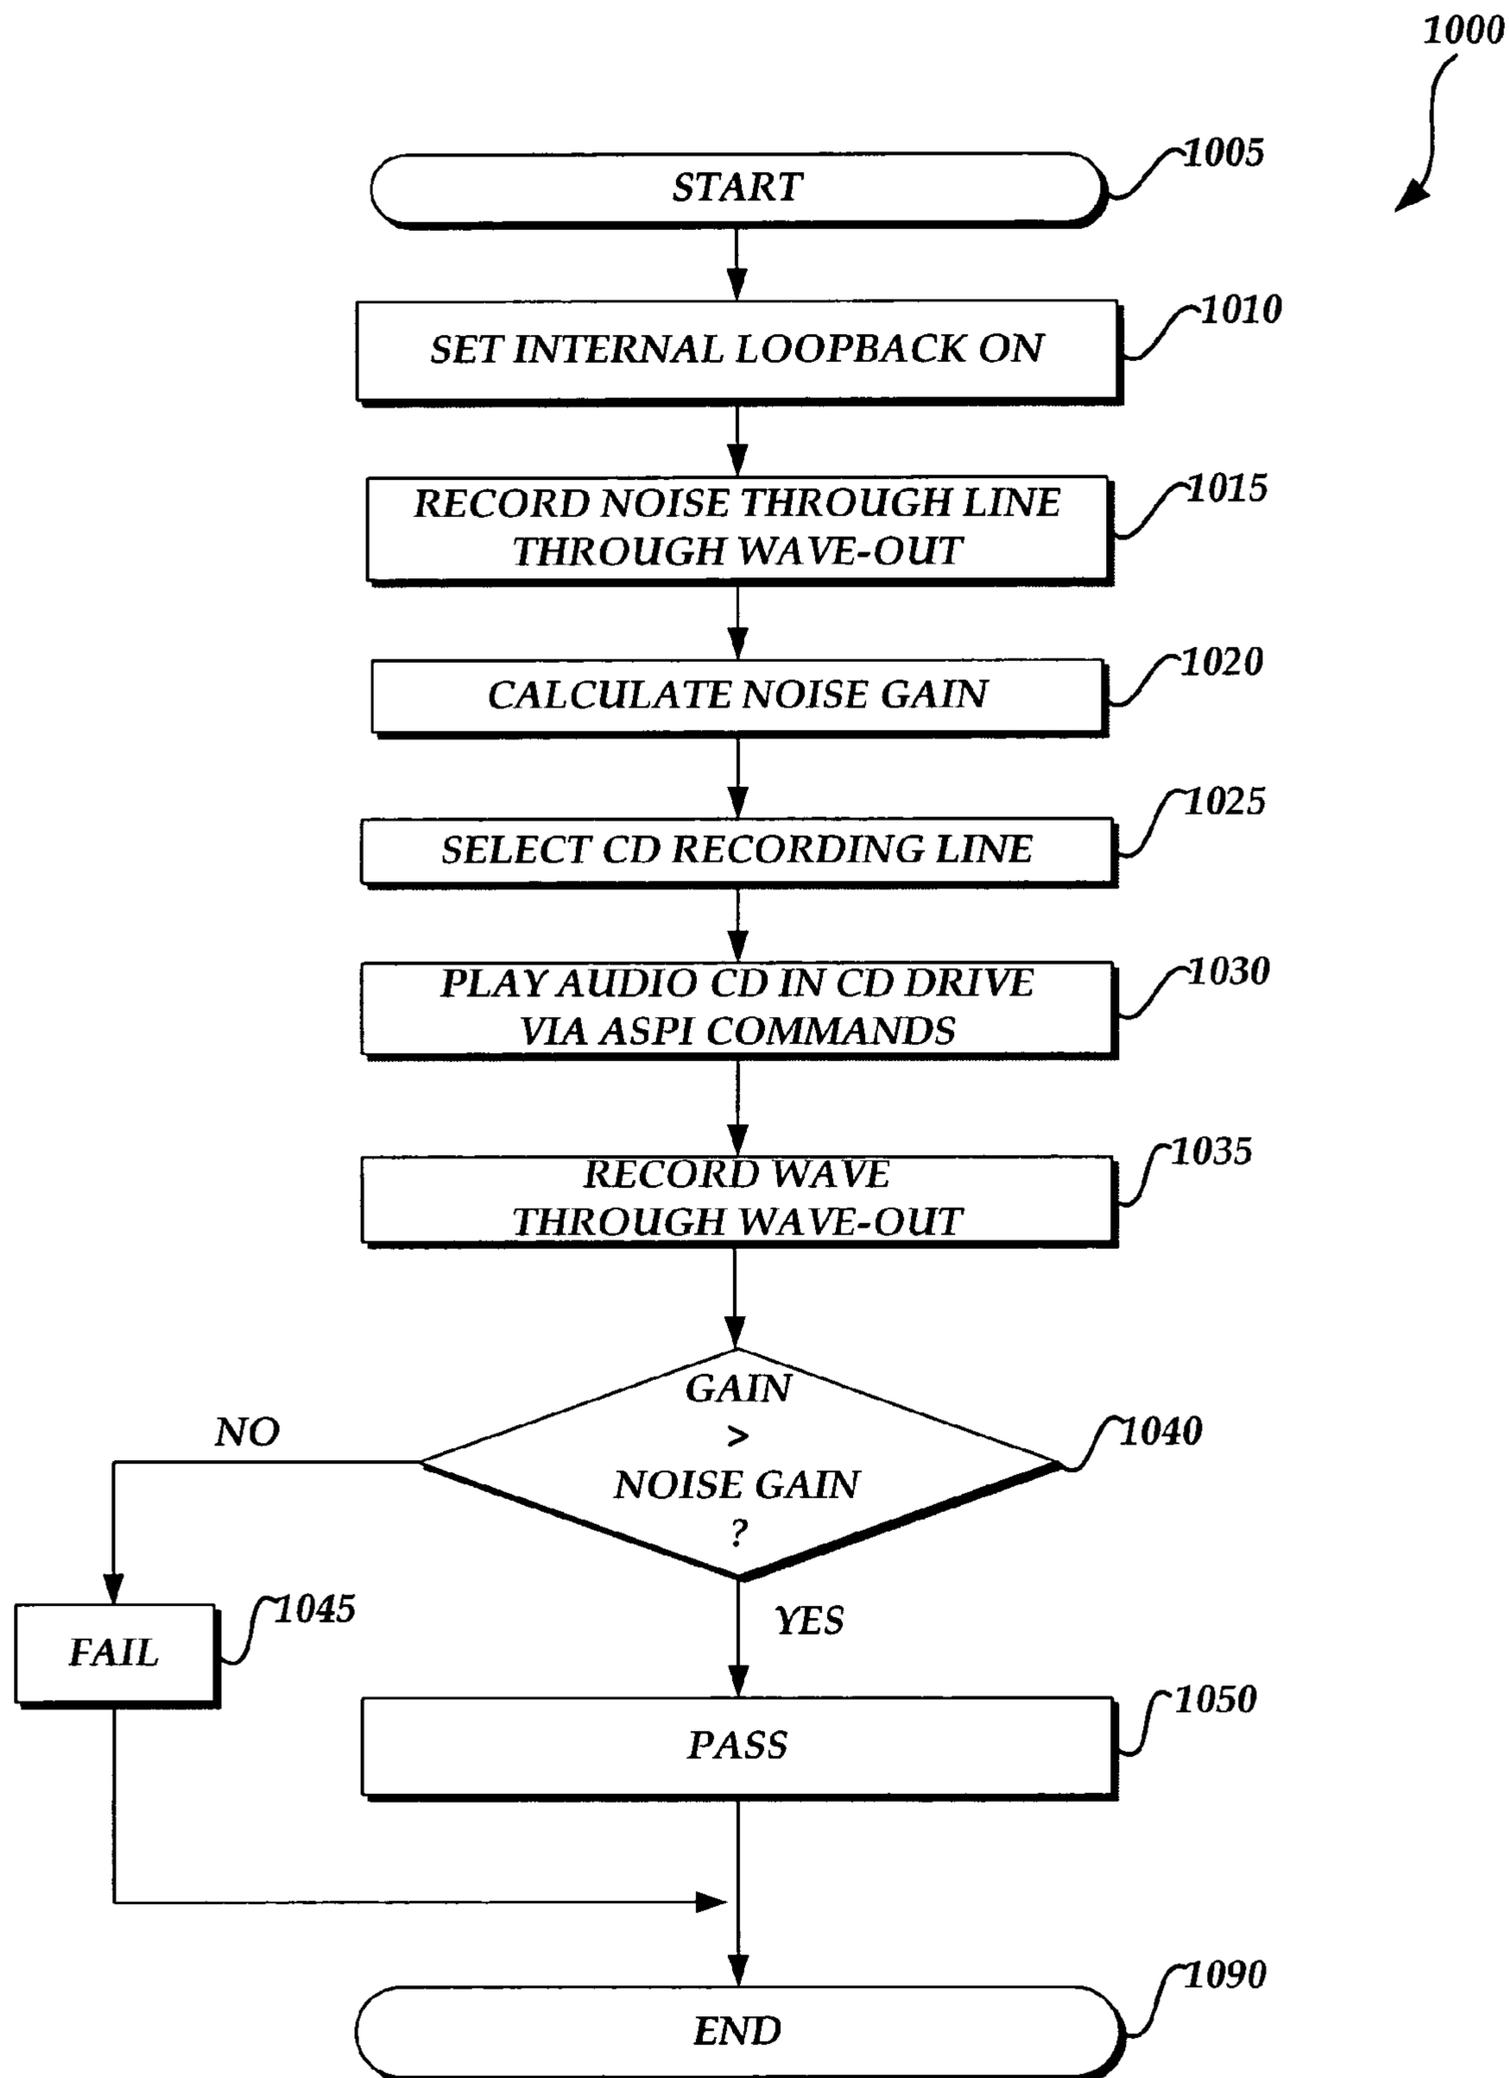 1000
START
1005
SET INTERNAL LOOPBACK ON
1010
RECORD NOISE THROUGH LINE
THROUGH WAVE-OUT
1015
CALCULATE NOISE GAIN
1020
SELECT CD RECORDING LINE
1025
PLAY AUDIO CD IN CD DRIVE
VIA ASPI COMMANDS
1030
RECORD WAVE
THROUGH WAVE-OUT
1035
GAIN
>
NOISE GAIN
?
1040
NO
YES
FAIL
1045
PASS
1050
END
1090